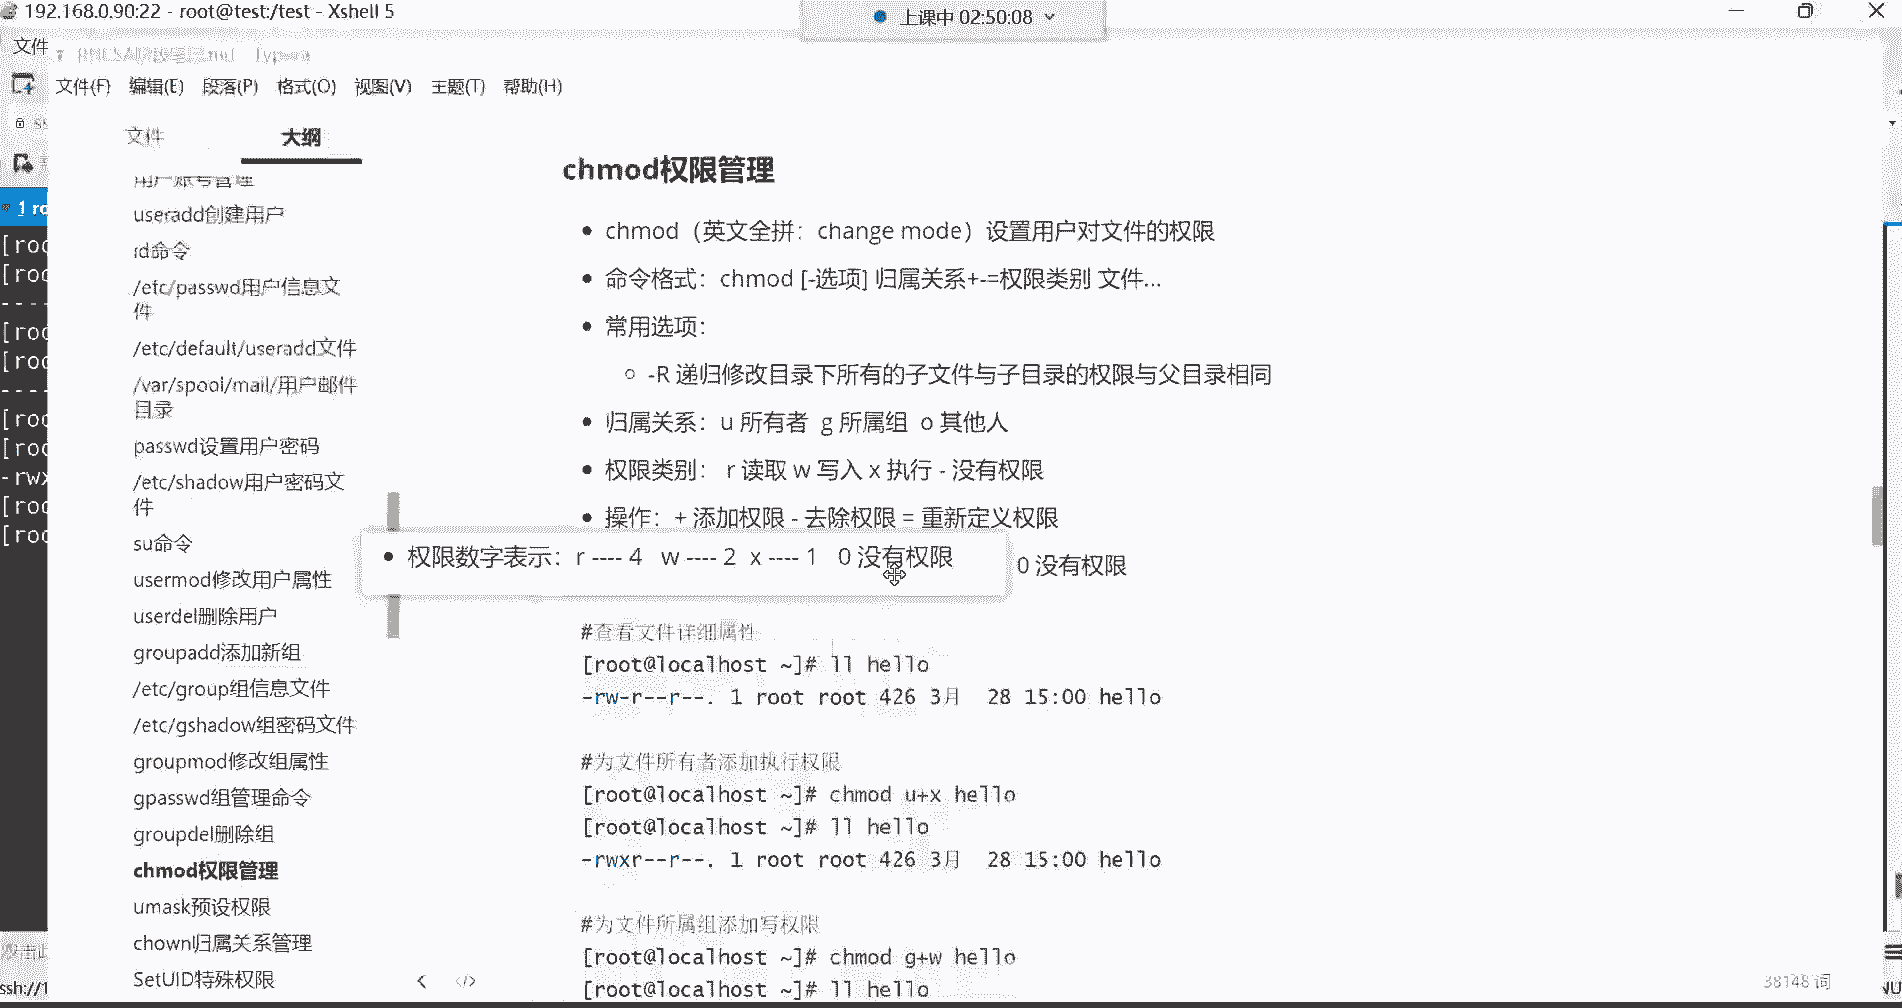 192.168.0.90:22 - root@test:/test - Xshell 5
上课中 02:50:08
文件
文件(F) 编辑(E) 段落(P) 格式(O) 视图(V) 主题(T) 帮助(H)
文件 大纲
用户账号管理
useradd创建用户
rd命令
/etc/passwd用户信息文
件
/etc/default/useradd文件
/var/spool/mail/用户邮件
目录
passwd设置用户密码
/etc/shadow用户密码文
件
su命令
usermod修改用户属性
userdel删除用户
groupadd添加新组
/etc/group组信息文件
/etc/gshadow组密码文件
groupmod修改组属性
gpasswd组管理命令
groupdel删除组
chmod权限管理
umask预设权限
chown归属关系管理
SetUID特殊权限
chmod权限管理
chmod（英文全拼：change mode）设置用户对文件的权限
命令格式：chmod [-选项] 归属关系+-=权限类别 文件...
常用选项：
-R 递归修改目录下所有的子文件与子目录的权限与父目录相同
归属关系：u 所有者 g 所属组 o 其他人
权限类别： r 读取 w 写入 x 执行 - 没有权限
操作：+ 添加权限 - 去除权限 = 重新定义权限
权限数字表示：r ---- 4 w ---- 2 x ---- 1 0 没有权限
0 没有权限
#查看文件详细属性
[root@localhost ~]# ll hello
-rw-r--r--. 1 root root 426 3月 28 15:00 hello
#为文件所有者添加执行权限
[root@localhost ~]# chmod u+x hello
[root@localhost ~]# ll hello
-rwxr--r--. 1 root root 426 3月 28 15:00 hello
#为文件所属组添加写权限
[root@localhost ~]# chmod g+w hello
[root@localhost ~]# ll hello
38148 词
1 ro
[roo
[roo
----
[roo
[roo
----
[roo
[roo
-rwx
[roo
[roo
ssh://1